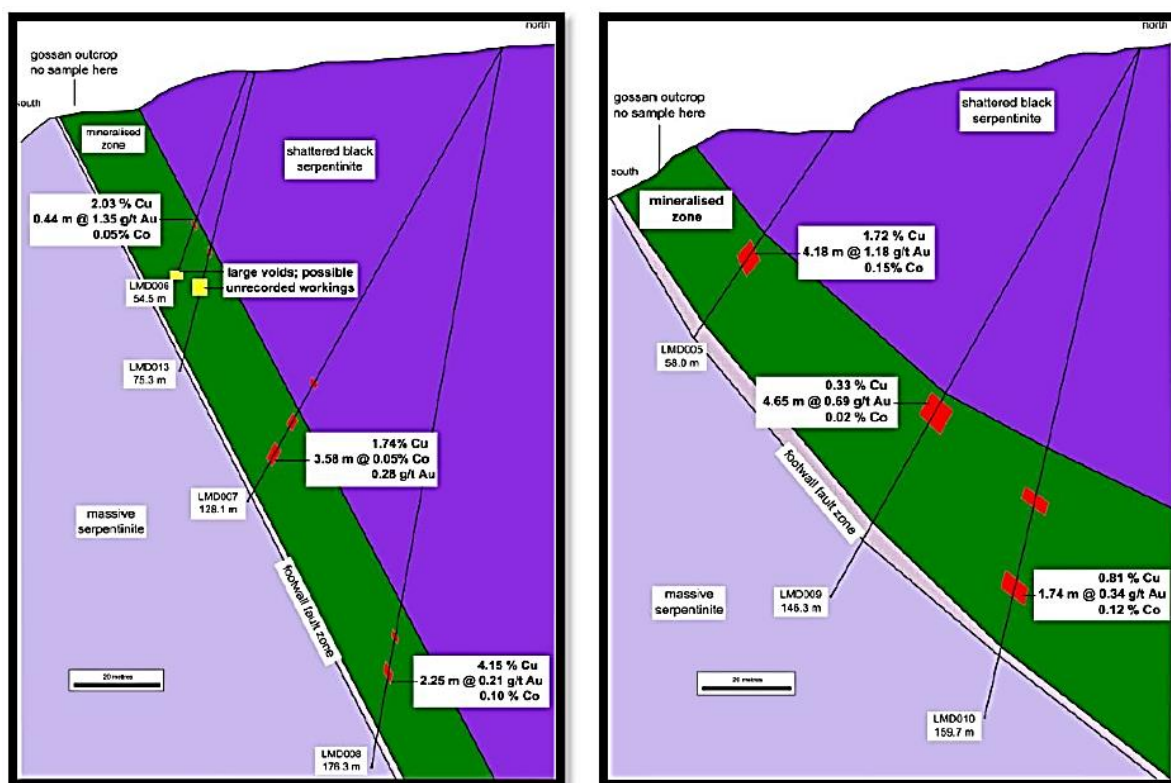 north
gossan outcrop
no sample here
south
mineralised
zone
shattered black
serpentinite
2.03 % Cu
0.44 m @ 1.35 g/t Au
0.05% Co
large voids; possible
unrecorded workings
LMD006
54.5 m
LMD013
75.3 m
1.74% Cu
3.58 m @ 0.05% Co
0.28 g/t Au
LMD007
128.1 m
massive
serpentinite
footwall fault zone
4.15 % Cu
2.25 m @ 0.21 g/t Au
0.10 % Co
20 metres
LMD008
176.3 m
north
gossan outcrop
no sample here
shattered black
serpentinite
south
mineralised
zone
1.72 % Cu
4.18 m @ 1.18 g/t Au
0.15% Co
LMD005
58.0 m
0.33 % Cu
4.65 m @ 0.69 g/t Au
0.02 % Co
footwall fault zone
massive
serpentinite
LMD009
146.3 m
0.81 % Cu
1.74 m @ 0.34 g/t Au
0.12 % Co
20 metres
LMD010
159.7 m